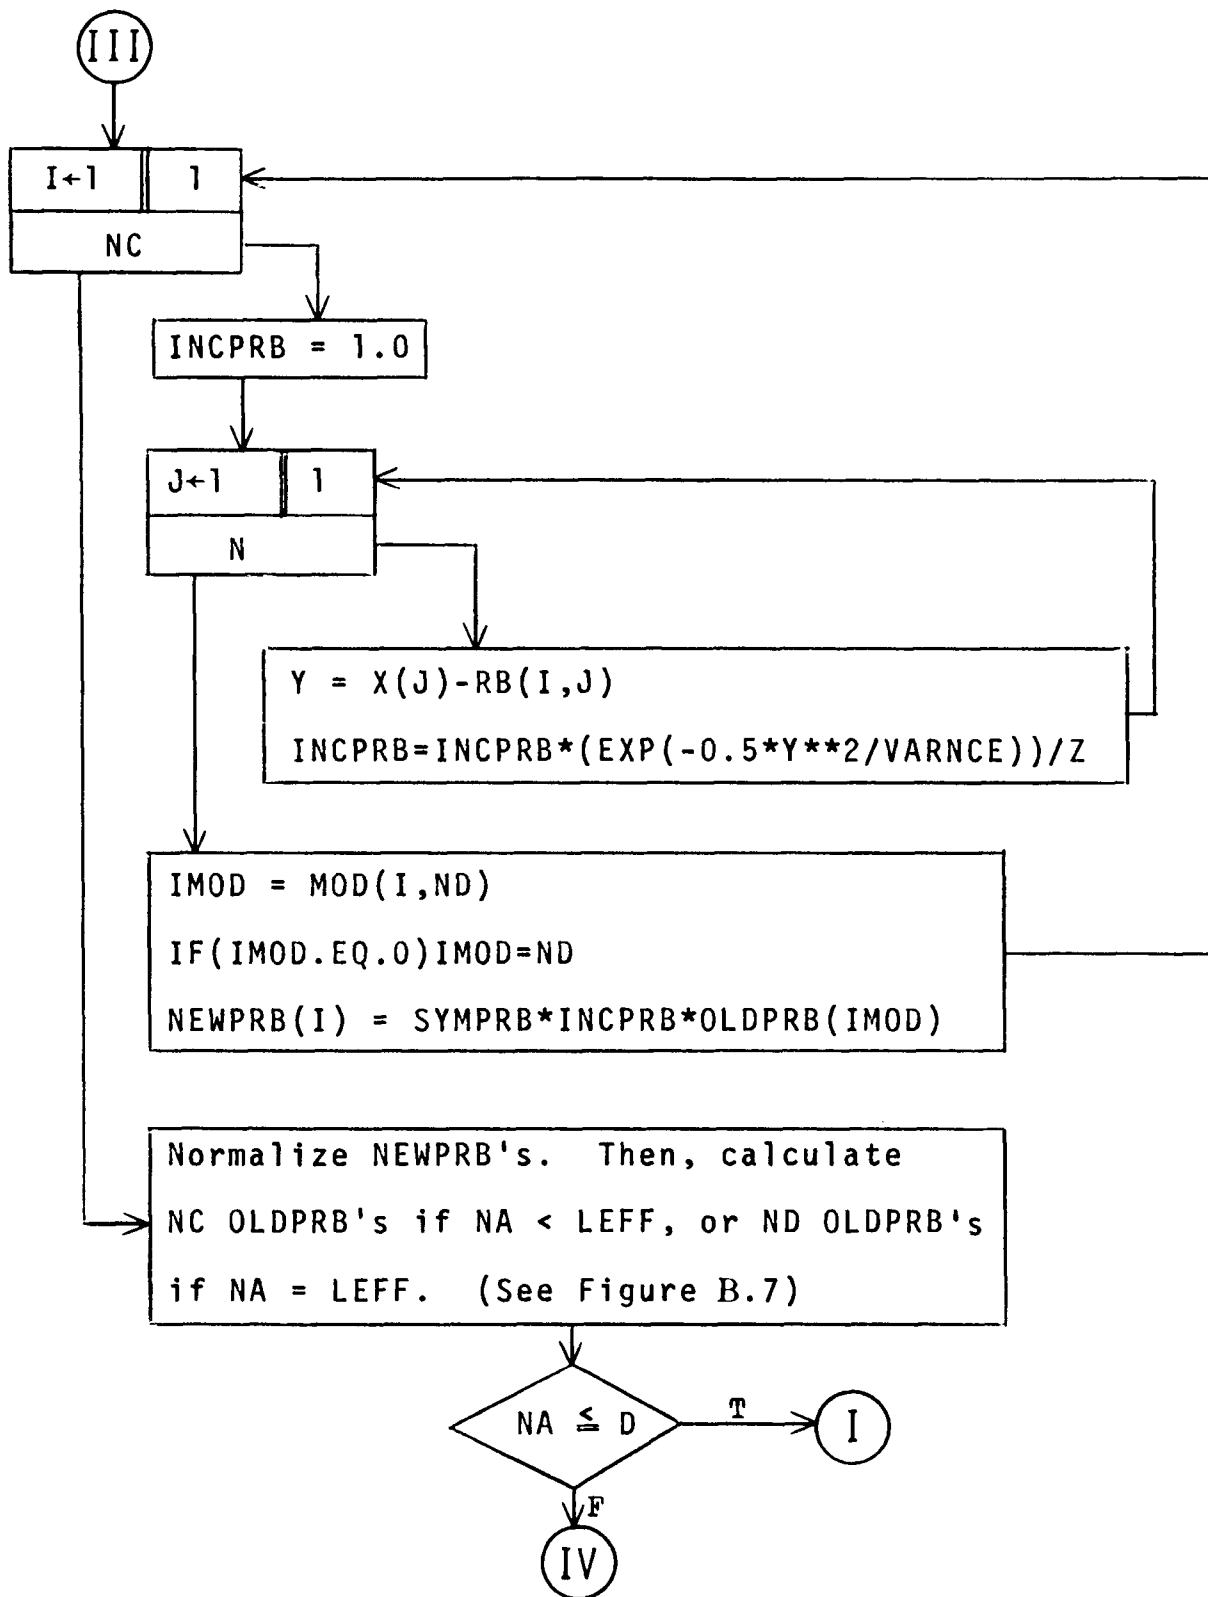 III
I←1 1
NC
INCPRB = 1.0
J←1 1
N
Y = X(J)-RB(I,J)
INCPRB=INCPRB*(EXP(-0.5*Y**2/VARNCE))/Z
IMOD = MOD(I,ND)
IF(IMOD.EQ.0)IMOD=ND
NEWPRB(I) = SYMPRB*INCPRB*OLDPRB(IMOD)
Normalize NEWPRB's. Then, calculate
NC OLDPRB's if NA < LEFF, or ND OLDPRB's
if NA = LEFF. (See Figure B.7)
NA ≦ D
T
I
F
IV